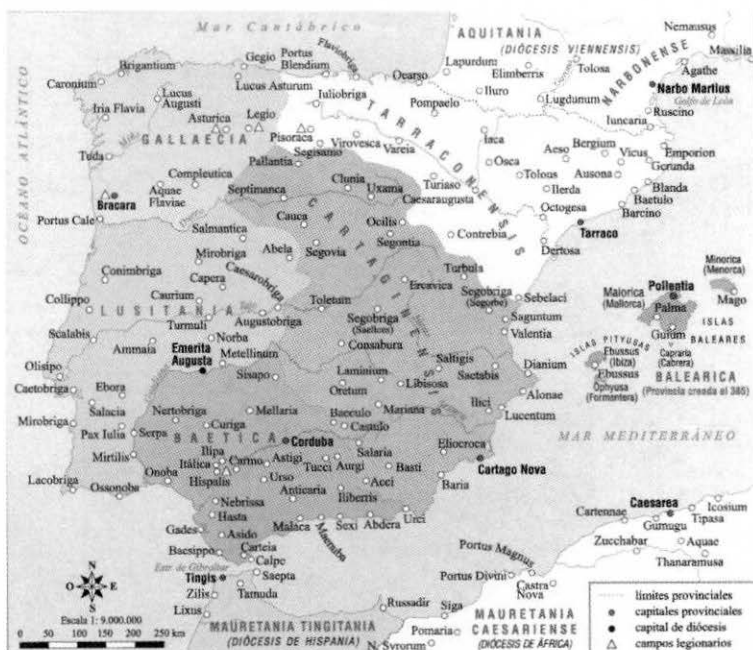 Mar Cantábrico
OCÉANO ATLÁNTICO
AQUITANIA
(DIÓCESIS VIENNENSIS)
NARBONENSE
Nemausus
Massilia
Agathe
Narbo Martius
Golfo de León
Ruscino
Iuncaria
Tolosa
Lapurdum
Elimberris
Iluro
Lugdunum
Brigantium
Caronium
Gegio
Portus
Blendium
Flaviobriga
Ocarso
Lucus Asturum
Iuliobriga
Lucus
Augusti
Iria Flavia
Asturica
Legio
Pisoraca
GALLAECIA
TARRACONENSIS
Pompaelo
Virovesca
Vareia
Segisamo
Pallantia
Iaca
Osca
Aeso
Bergium
Vicus
Emporion
Gerunda
Tolous
Ausona
Ilerda
Blanda
Baetulo
Barcino
Tuda
Compleutica
Aquae
Flaviae
Bracara
Portus Cale
Septimanca
Clunia
Uxama
Turiaso
Caesaraugusta
Octogesa
Tarraco
Dertosa
Contrebia
Cauca
Ocilis
Segontia
Segovia
CARTAGINENSIS
Salmantica
Mirobriga
Abela
Caesarobriga
Conimbriga
Capera
Collippo
Caurium
LUSITANIA
Tajo
Turmuli
Augustobriga
Toletum
Ercavica
Turbula
Segobriga
(Segorbe)
Sebelaci
Saguntum
Valentia
Segobriga
(Saelices)
Consabura
Scalabis
Ammaia
Norba
Emerita
Augusta
Metellinum
Sisapo
Laminium
Oretum
Libisosa
Saltigis
Saetabis
Dianium
Alonae
Minorica
(Menorca)
Pollentia
Maiorica
(Mallorca)
Palma
Mago
Gurum
ISLAS
BALEARES
ISLAS PITYUSAS
Ebussus
(Ibiza)
Ebussus
Ophyusa
(Formentera)
Capraria
(Cabrera)
BALEARICA
(Provincia creada el 385)
Olisipo
Caetobriga
Ebora
Salacia
Mirobriga
Pax Iulia
Serpa
Mirtilis
Lacobriga
Ossonoba
Nertobriga
Curiga
Mellaria
BAETICA
Corduba
Baeculo
Castulo
Mariana
Ilici
Lucentum
MAR MEDITERRÁNEO
Ilipa
Itálica
Carmo
Hispalis
Onoba
Astigi
Urso
Tucci
Aurgi
Salaria
Basti
Acci
Eliocroca
Cartago Nova
Baria
Anticaria
Iliberris
Nebrissa
Hasta
Gades
Asido
Baesippo
Carteia
Calpe
Malaca
Maenuba
Sexi
Abdera
Urci
Estr. de Gibraltar
Tingis
Saepta
Zilis
Tamuda
Lixus
Caesarea
Cartennae
Gunugu
Icosium
Tipasa
Zucchabar
Aquae
Thanaramusa
Portus Magnus
Portus Divini
Castra
Nova
Russadir
Siga
Pomaria
N. Syrorum
MAURETANIA TINGITANA
(DIÓCESIS DE HISPANIA)
MAURETANIA
CAESARIENSE
(DIÓCESIS DE ÁFRICA)
N
O
E
S
Escala 1: 9.000.000
0 50 100 150 200 250 km
límites provinciales
capitales provinciales
capital de diócesis
campos legionarios